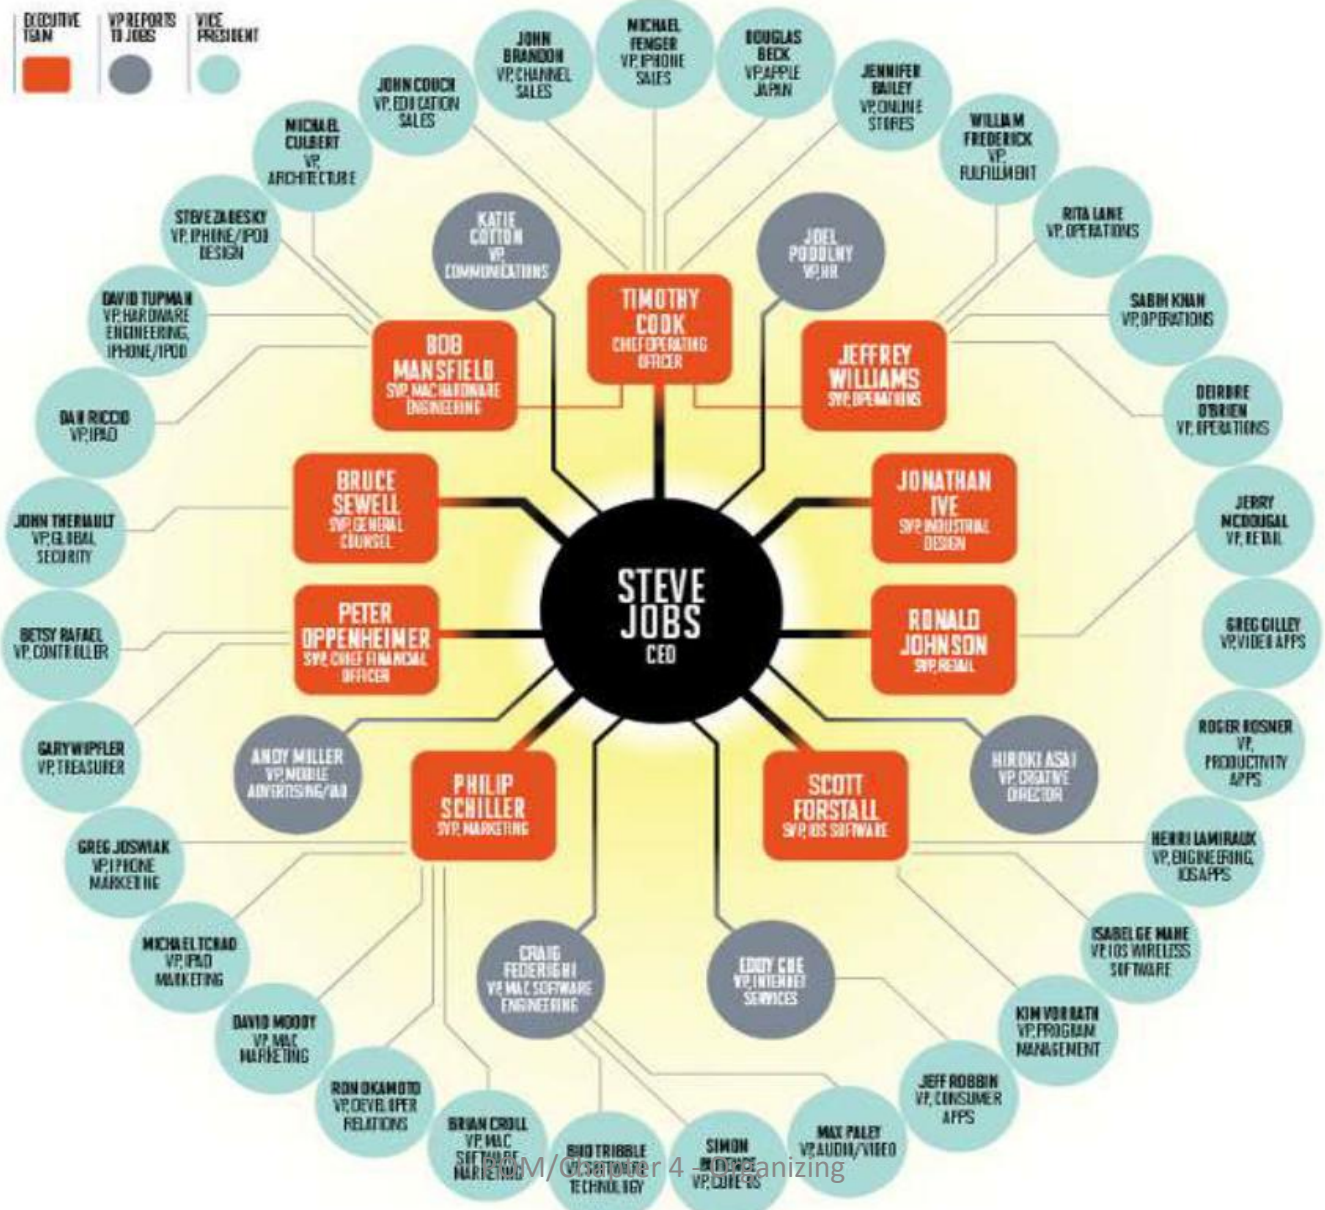 EXECUTIVE
TEAM
VP REPORTS
TO JOBS
VICE
PRESIDENT
MICHAEL
FENGER
VP, IPHONE
SALES
DOUGLAS
BECK
VP, APPLE
JAPAN
JOHN
BRANDON
VP, CHANNEL
SALES
JENNIFER
BAILEY
VP, ONLINE
STORES
JOHN COUCH
VP, EDUCATION
SALES
WILLIAM
FREDERICK
VP,
FULFILLMENT
MICHAEL
CULBERT
VP,
ARCHITECTURE
RITA LANE
VP, OPERATIONS
STEVE ZADESKY
VP, IPHONE/IPOD
DESIGN
KATIE
COTTON
VP,
COMMUNICATIONS
JOEL
PODOLNY
VP, HR
SABIH KHAN
VP, OPERATIONS
DAVID TUPMAN
VP, HARDWARE
ENGINEERING,
IPHONE/IPOD
TIMOTHY
COOK
CHIEF OPERATING
OFFICER
BOB
MANSFIELD
SVP, MAC HARDWARE
ENGINEERING
JEFFREY
WILLIAMS
SVP, OPERATIONS
DEIRDRE
O'BRIEN
VP, OPERATIONS
DAN RICCIO
VP, IPAD
BRUCE
SEWELL
SVP, GENERAL
COUNSEL
JONATHAN
IVE
SVP, INDUSTRIAL
DESIGN
JERRY
MCDOUGAL
VP, RETAIL
JOHN THERIAULT
VP, GLOBAL
SECURITY
STEVE
JOBS
CEO
PETER
OPPENHEIMER
SVP, CHIEF FINANCIAL
OFFICER
RONALD
JOHNSON
SVP, RETAIL
GREG GILLEY
VP, VIDEO APPS
BETSY RAFAEL
VP, CONTROLLER
ROGER ROSNER
VP,
PRODUCTIVITY
APPS
GARY WIPFLER
VP, TREASURER
ANDY MILLER
VP, MOBILE
ADVERTISING/IAD
HIROKI ASAI
VP, CREATIVE
DIRECTOR
PHILIP
SCHILLER
SVP, MARKETING
SCOTT
FORSTALL
SVP, IOS SOFTWARE
GREG JOSWIAK
VP, IPHONE
MARKETING
HENRI LAMIRAUX
VP, ENGINEERING,
IOS APPS
MICHAEL TCHAO
VP, IPAD
MARKETING
ISABEL GE MAHE
VP, IOS WIRELESS
SOFTWARE
CRAIG
FEDERIGHI
VP, MAC SOFTWARE
ENGINEERING
EDDY CUE
VP, INTERNET
SERVICES
DAVID MOODY
VP, MAC
MARKETING
KIM VORRATH
VP, PROGRAM
MANAGEMENT
RON OKAMOTO
VP, DEVELOPER
RELATIONS
JEFF ROBBIN
VP, CONSUMER
APPS
BRIAN CROLL
VP, MAC
SOFTWARE
MARKETING
BUD TRIBBLE
TECHNOLOGY
SIMON
VP, CORE OS
MAX PALEY
VP, AUDIO/VIDEO
Chapter 4 - Organizing